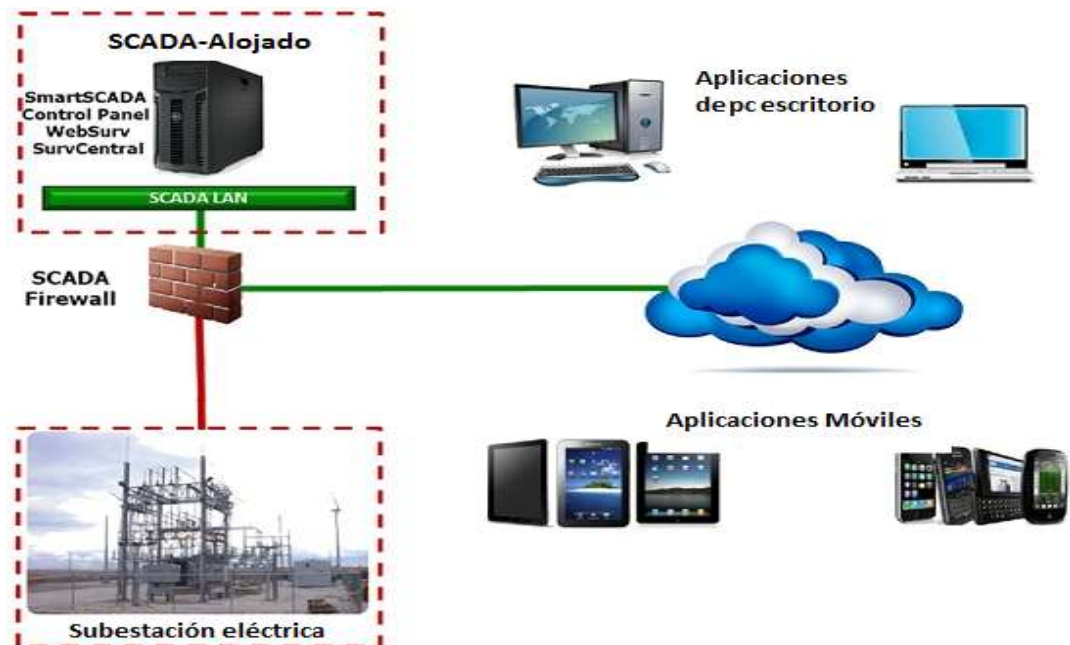 SCADA-Alojado
SmartSCADA
Control Panel
WebSurv
SurvCentral
SCADA LAN
SCADA
Firewall
Aplicaciones
de pc escritorio
Aplicaciones Móviles
Subestación eléctrica